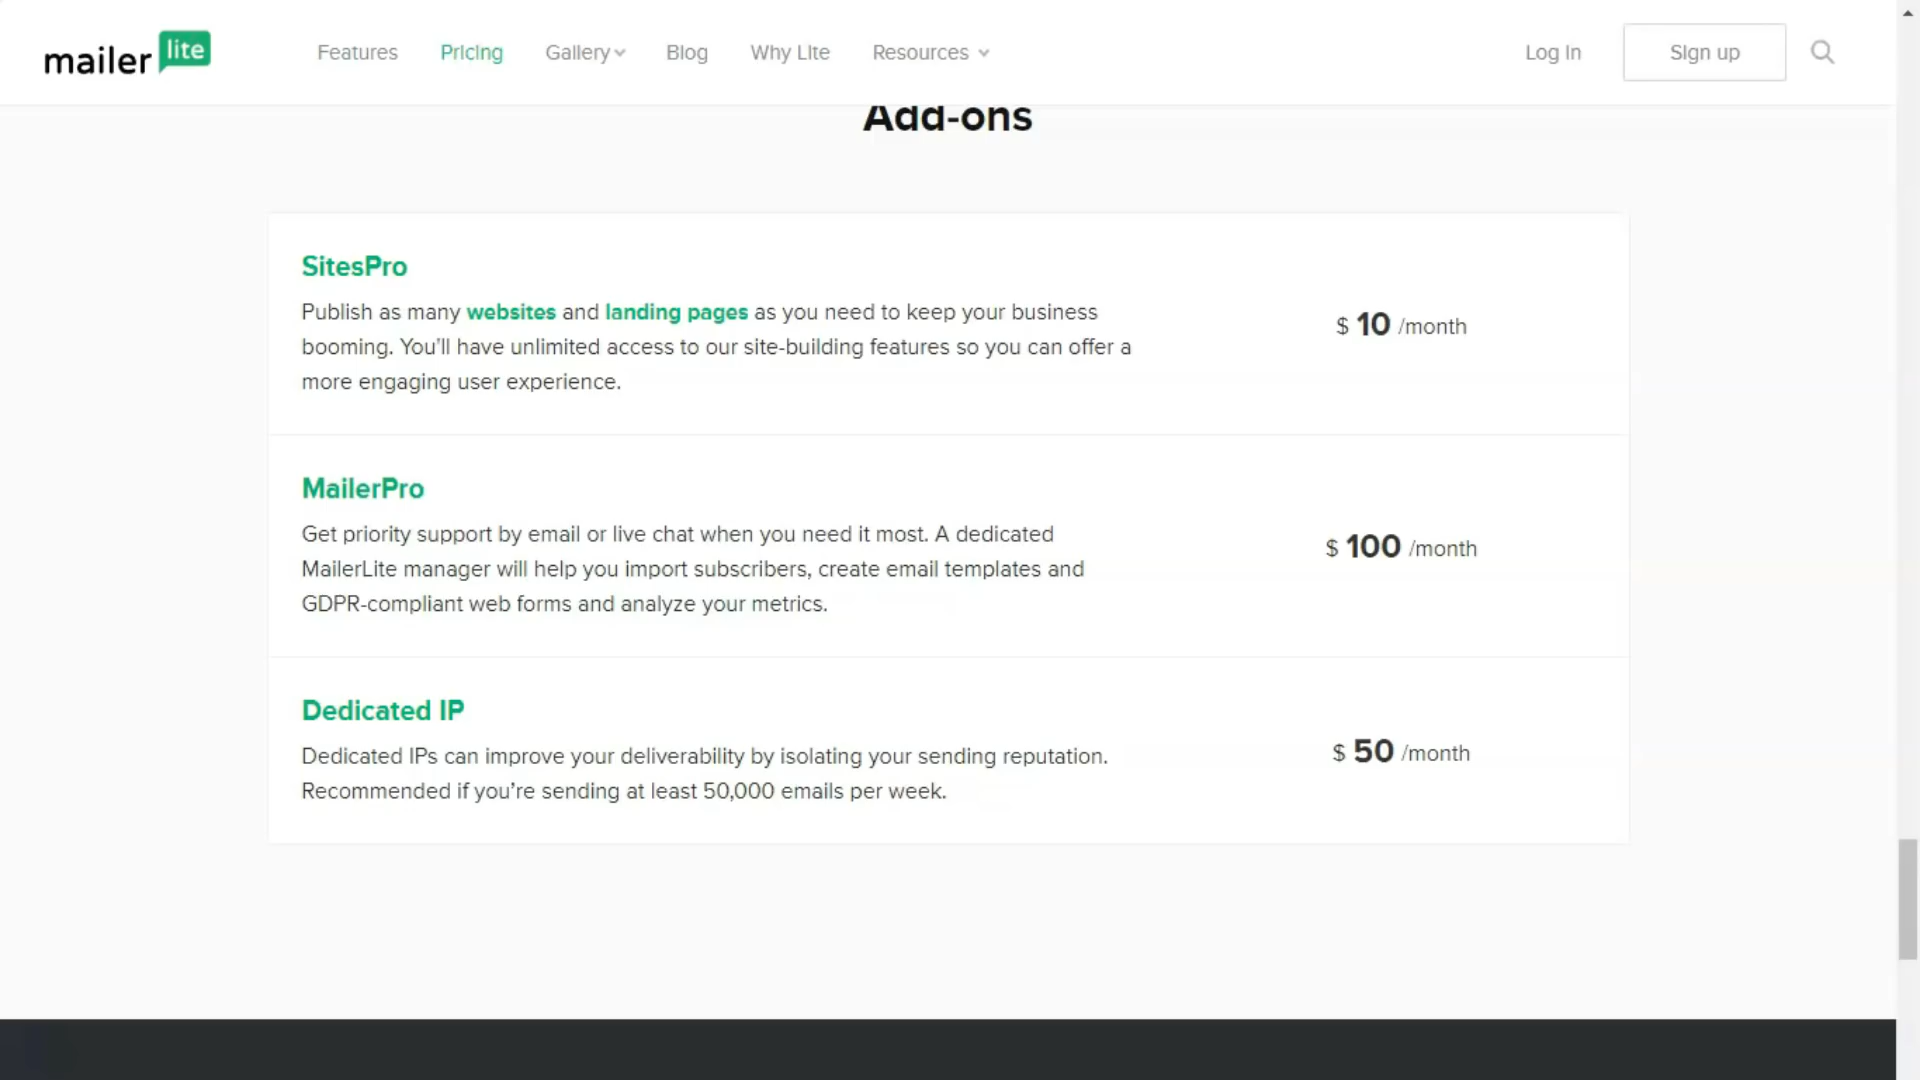 mailer lite Features Pricing Gallery Blog Why Lite Resources Log In Sign up
Add-ons
SitesPro
Publish as many websites and landing pages as you need to keep your business
booming. You'll have unlimited access to our site-building features so you can offer a
more engaging user experience.
$ 10 /month
MailerPro
Get priority support by email or live chat when you need it most. A dedicated
MailerLite manager will help you import subscribers, create email templates and
GDPR-compliant web forms and analyze your metrics.
$ 100 /month
Dedicated IP
Dedicated IPs can improve your deliverability by isolating your sending reputation.
Recommended if you're sending at least 50,000 emails per week.
$ 50 /month